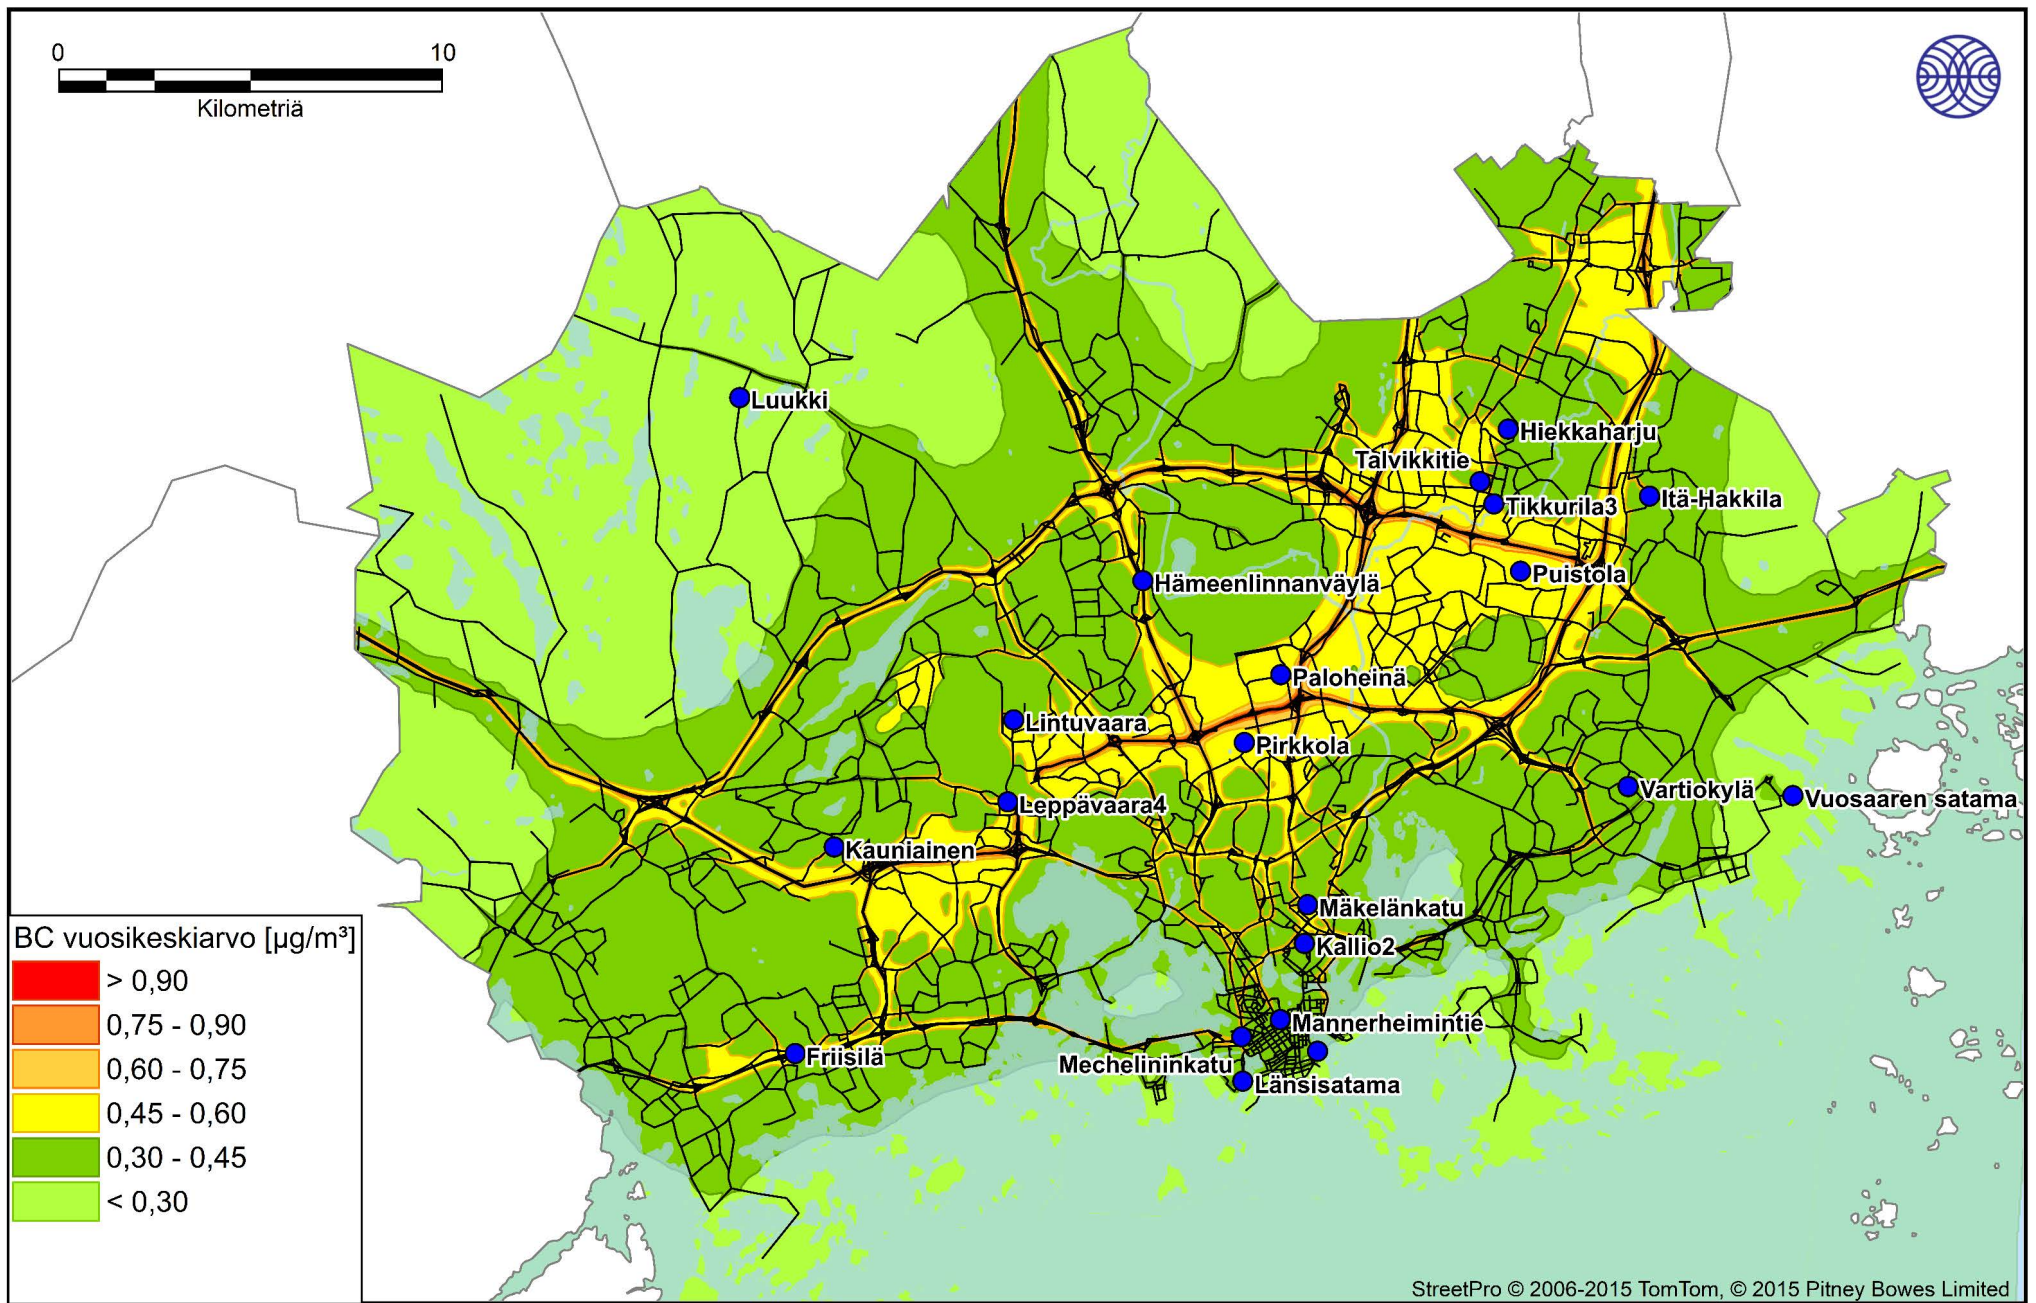 0 10
Kilometriä
Luukki
Hiekkaharju
Talvikkitie
Tikkurila3
Itä-Hakkila
Puistola
Hämeenlinnanväylä
Paloheinä
Lintuvaara
Pirkkola
Leppävaara4
Vartiokylä
Vuosaaren satama
Kauniainen
Mäkelänkatu
Kallio2
Mannerheimintie
Friisilä
Mechelininkatu
Länsisatama
BC vuosikeskiarvo [µg/m³]
> 0,90
0,75 - 0,90
0,60 - 0,75
0,45 - 0,60
0,30 - 0,45
< 0,30
StreetPro © 2006-2015 TomTom, © 2015 Pitney Bowes Limited